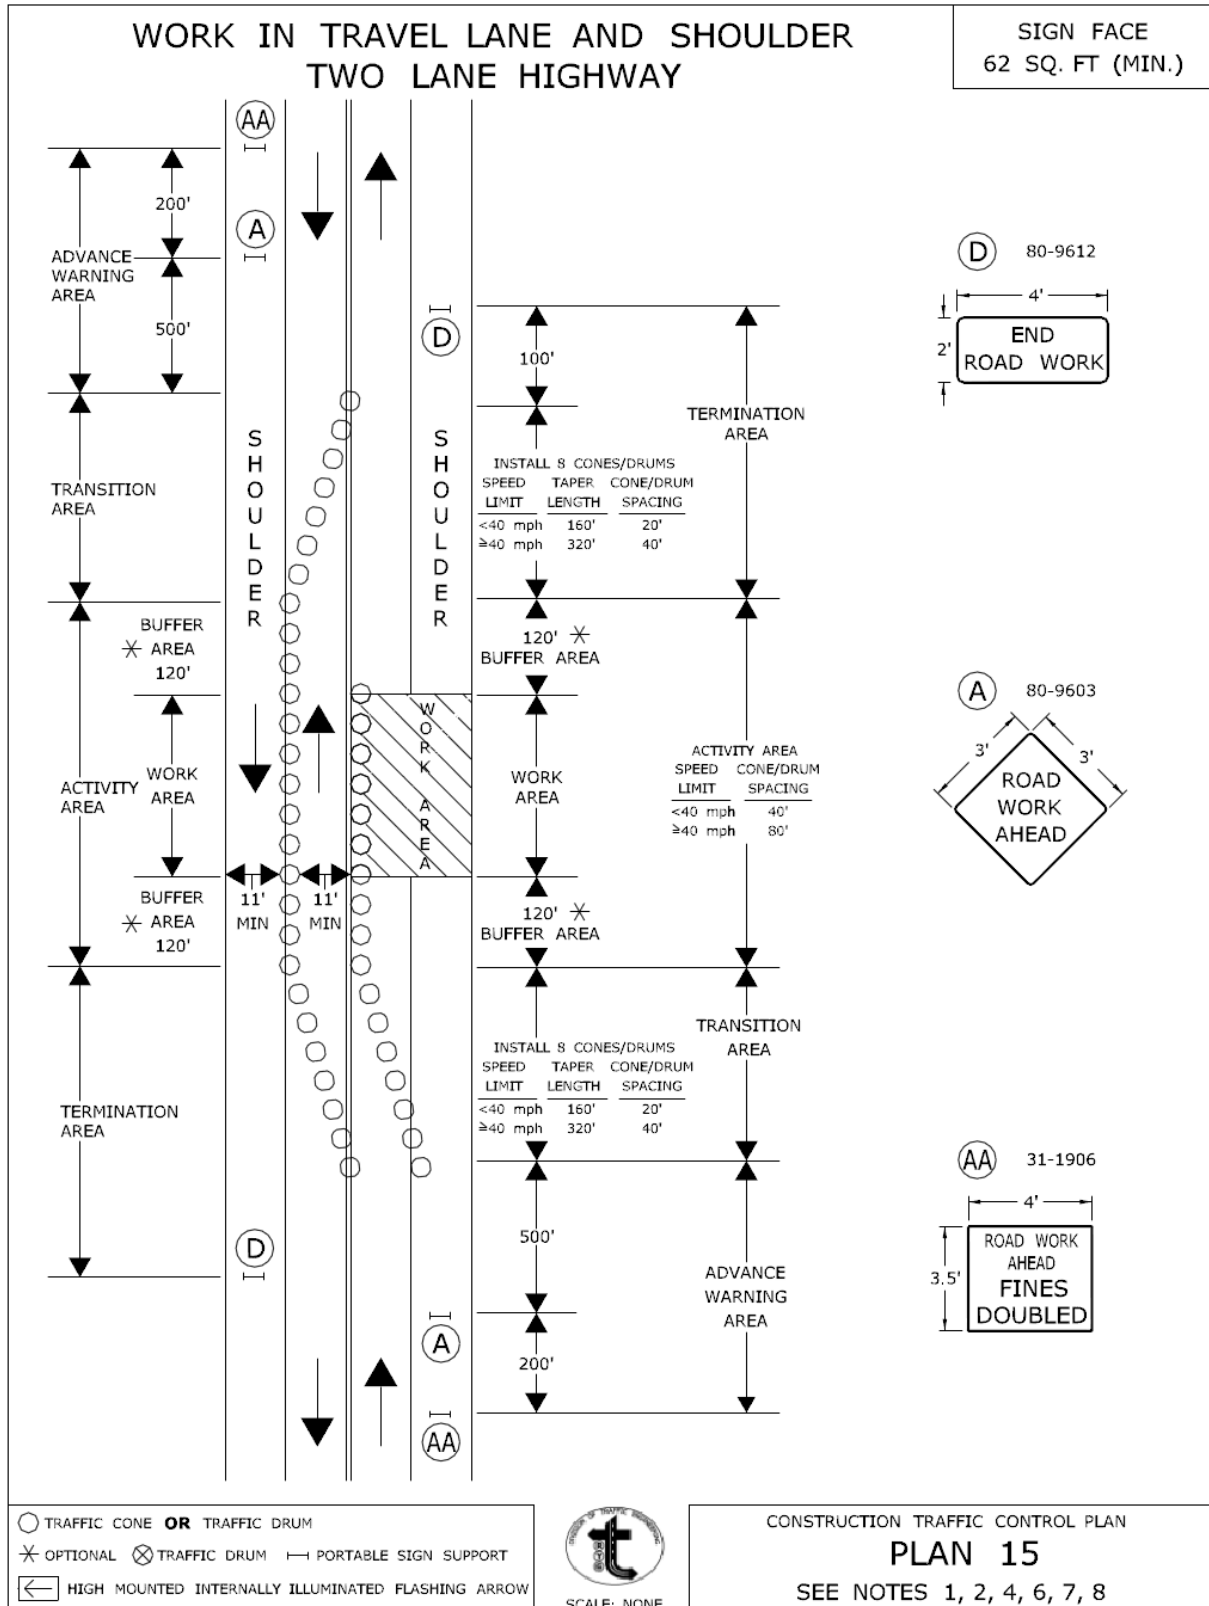 WORK IN TRAVEL LANE AND SHOULDER
TWO LANE HIGHWAY
SIGN FACE
62 SQ. FT (MIN.)
AA
200'
A
ADVANCE
WARNING
AREA
500'
D
100'
TERMINATION
AREA
SHOULDER
SHOULDER
TRANSITION
AREA
INSTALL 8 CONES/DRUMS
SPEED TAPER CONE/DRUM
LIMIT LENGTH SPACING
<40 mph 160' 20'
≥40 mph 320' 40'
BUFFER
* AREA
120'
120' *
BUFFER AREA
WORK AREA
ACTIVITY
AREA
WORK
AREA
WORK
AREA
ACTIVITY AREA
SPEED CONE/DRUM
LIMIT SPACING
<40 mph 40'
≥40 mph 80'
11'
MIN
11'
MIN
BUFFER
* AREA
120'
120' *
BUFFER AREA
TRANSITION
AREA
INSTALL 8 CONES/DRUMS
SPEED TAPER CONE/DRUM
LIMIT LENGTH SPACING
<40 mph 160' 20'
≥40 mph 320' 40'
TERMINATION
AREA
D
500'
ADVANCE
WARNING
AREA
A
200'
AA
D 80-9612
4'
2'
END
ROAD WORK
A 80-9603
3'
3'
ROAD
WORK
AHEAD
AA 31-1906
4'
3.5'
ROAD WORK
AHEAD
FINES
DOUBLED
TRAFFIC CONE OR TRAFFIC DRUM
* OPTIONAL TRAFFIC DRUM PORTABLE SIGN SUPPORT
HIGH MOUNTED INTERNALLY ILLUMINATED FLASHING ARROW
DIVISION OF TRAFFIC ENGINEERING
SCALE: NONE
CONSTRUCTION TRAFFIC CONTROL PLAN
PLAN 15
SEE NOTES 1, 2, 4, 6, 7, 8